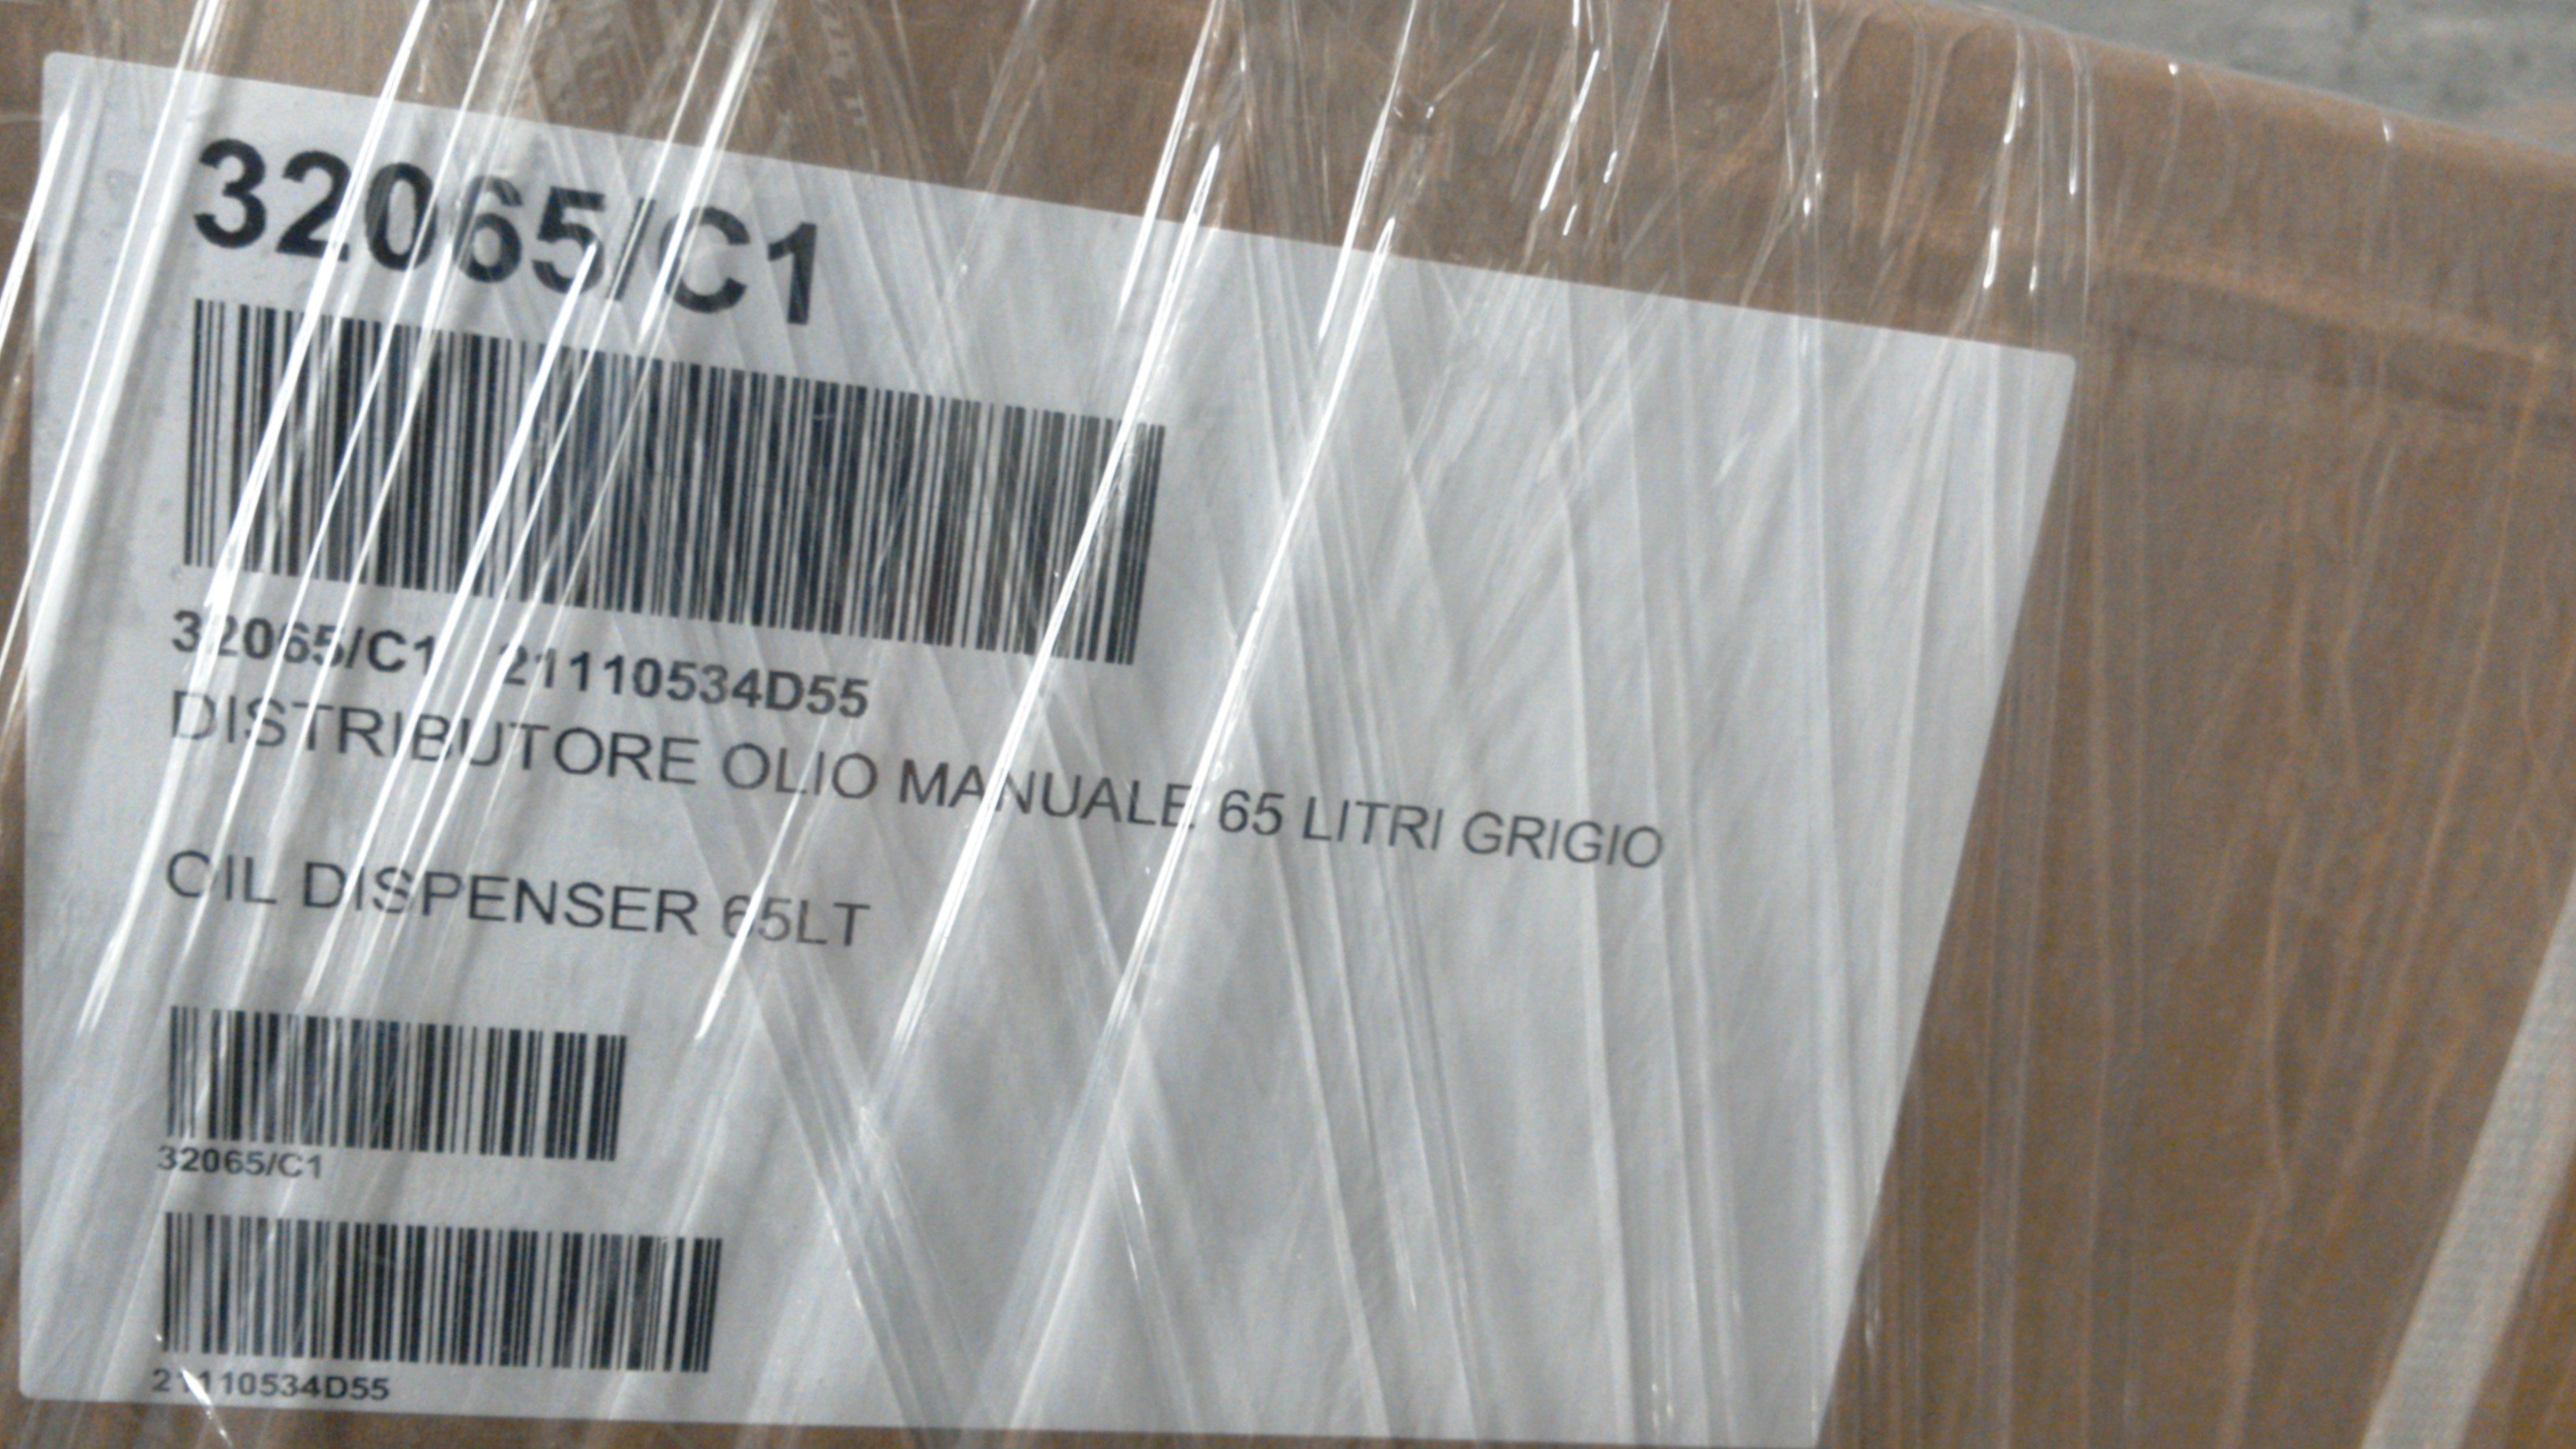 32065/C1
32065/C1 21110534D55
DISTRIBUTORE OLIO MANUALE 65 LITRI GRIGIO
OIL DISPENSER 65LT
32065/C1
21110534D55